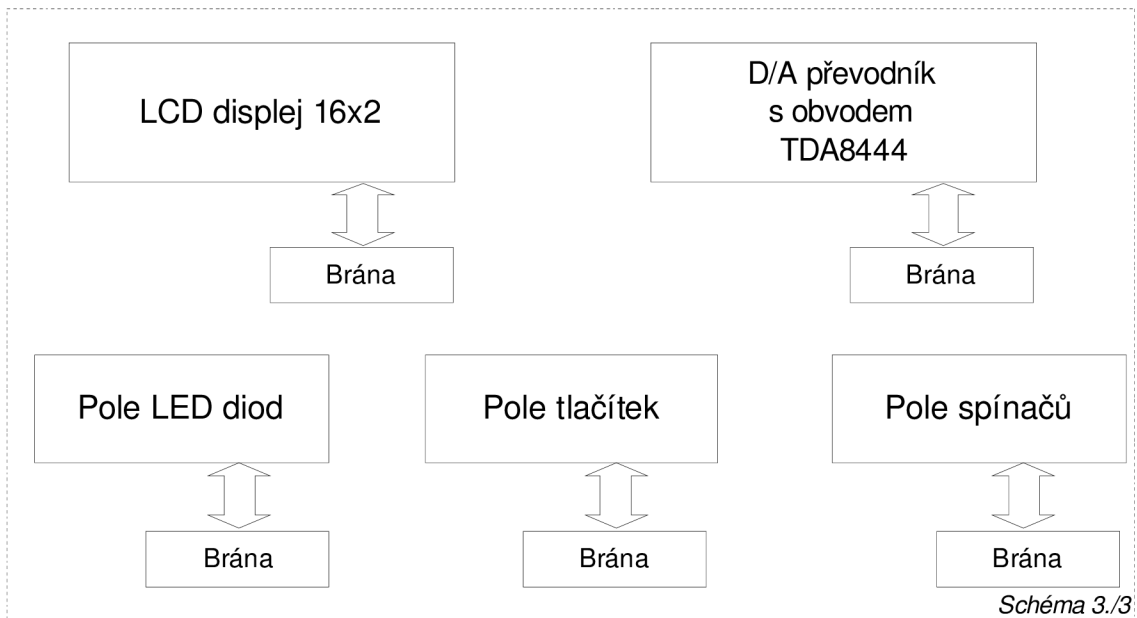 LCD displej 16x2
D/A převodník
s obvodem
TDA8444
Brána
Brána
Pole LED diod
Pole tlačítek
Pole spínačů
Brána
Brána
Brána
Schéma 3./3